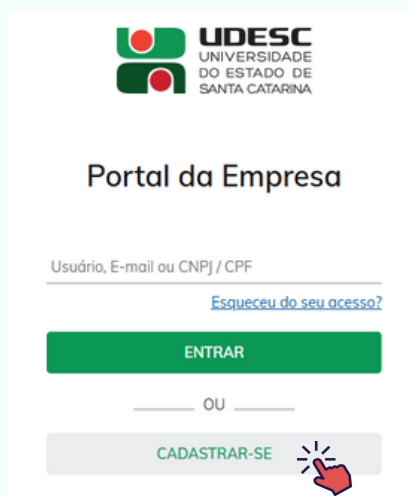 UDESC
UNIVERSIDADE
DO ESTADO DE
SANTA CATARINA
Portal da Empresa
Usuário, E-mail ou CNPJ / CPF
Esqueceu do seu acesso?
ENTRAR
OU
CADASTRAR-SE